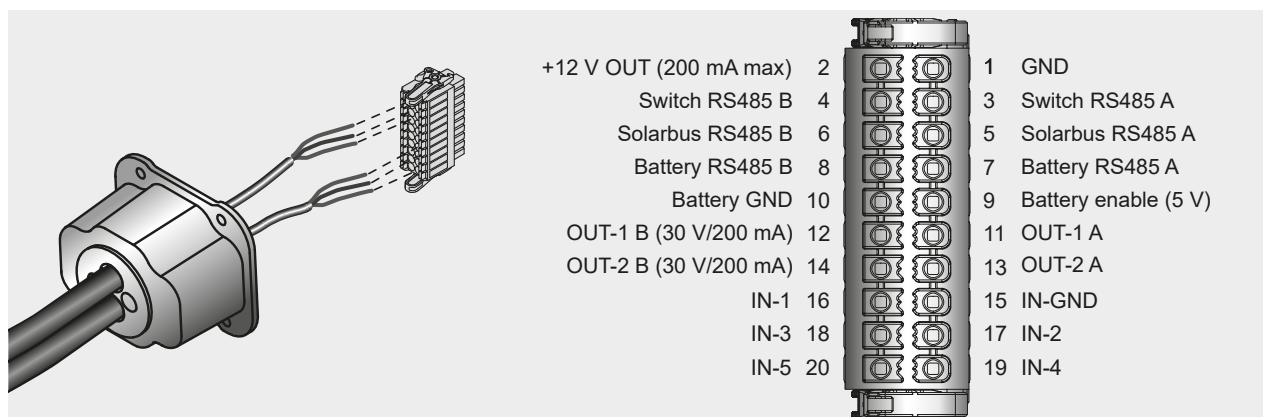 +12 V OUT (200 mA max) 2 1 GND
Switch RS485 B 4 3 Switch RS485 A
Solarbus RS485 B 6 5 Solarbus RS485 A
Battery RS485 B 8 7 Battery RS485 A
Battery GND 10 9 Battery enable (5 V)
OUT-1 B (30 V/200 mA) 12 11 OUT-1 A
OUT-2 B (30 V/200 mA) 14 13 OUT-2 A
IN-1 16 15 IN-GND
IN-3 18 17 IN-2
IN-5 20 19 IN-4